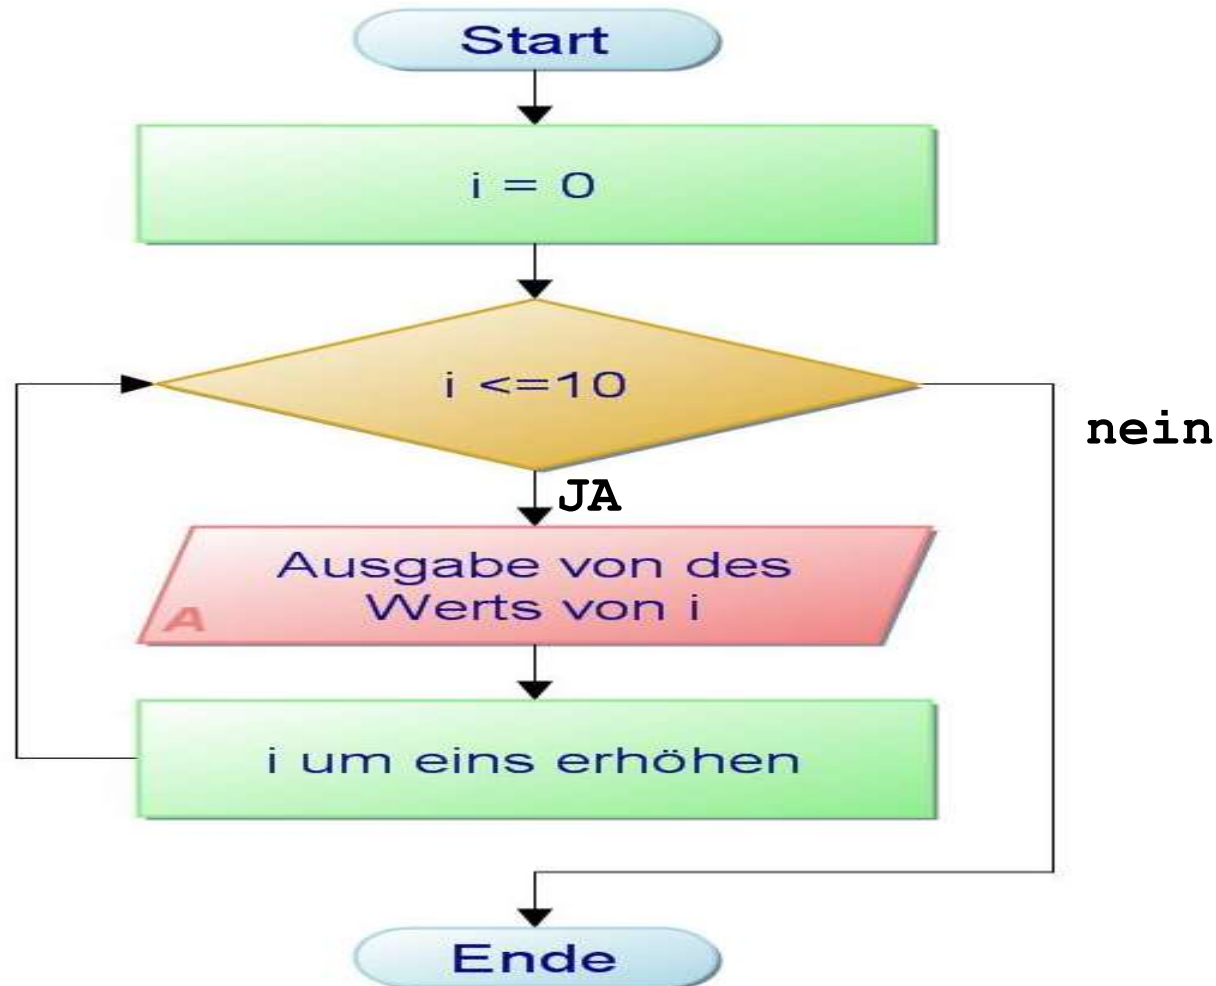 Start
i = 0
i <=10
nein
JA
Ausgabe von des
Werts von i
A
i um eins erhöhen
Ende